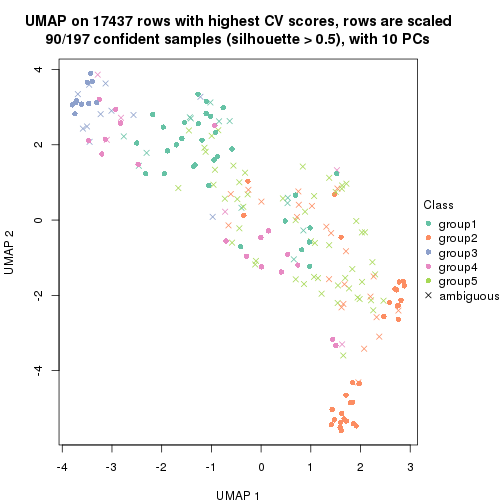 UMAP on 17437 rows with highest CV scores, rows are scaled
90/197 confident samples (silhouette > 0.5), with 10 PCs
4
2
0
-2
-4
UMAP 2
-4
-3
-2
-1
0
1
2
3
UMAP 1
Class
group1
group2
group3
group4
group5
ambiguous